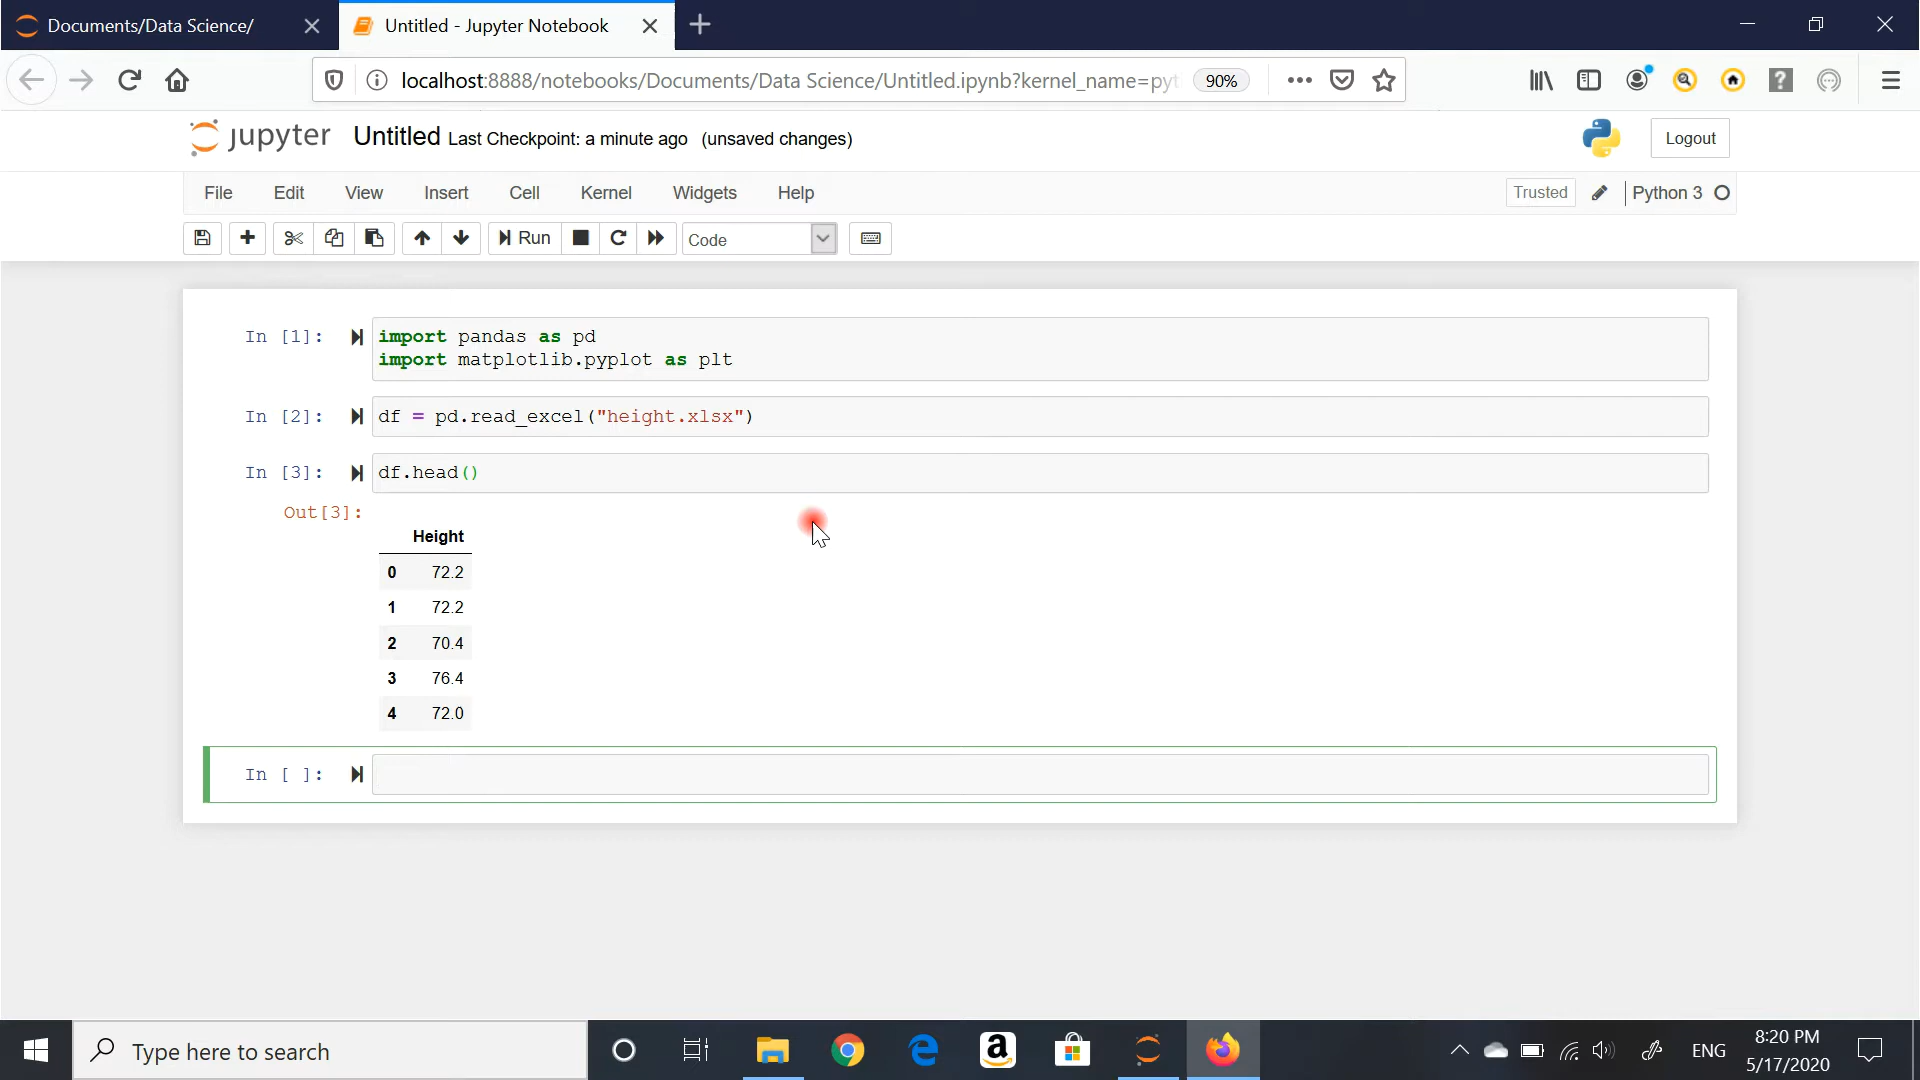 Documents/Data Science/
Untitled - Jupyter Notebook
localhost:8888/notebooks/Documents/Data Science/Untitled.ipynb?kernel_name=pyt
90%
jupyter Untitled Last Checkpoint: a minute ago (unsaved changes)
Logout
File Edit View Insert Cell Kernel Widgets Help
Trusted
Python 3
Run
Code
In [1]: import pandas as pd
import matplotlib.pyplot as plt
In [2]: df = pd.read_excel("height.xlsx")
In [3]: df.head()
Out[3]:
Height
0 72.2
1 72.2
2 70.4
3 76.4
4 72.0
In [ ]:
Type here to search
ENG
8:20 PM
5/17/2020